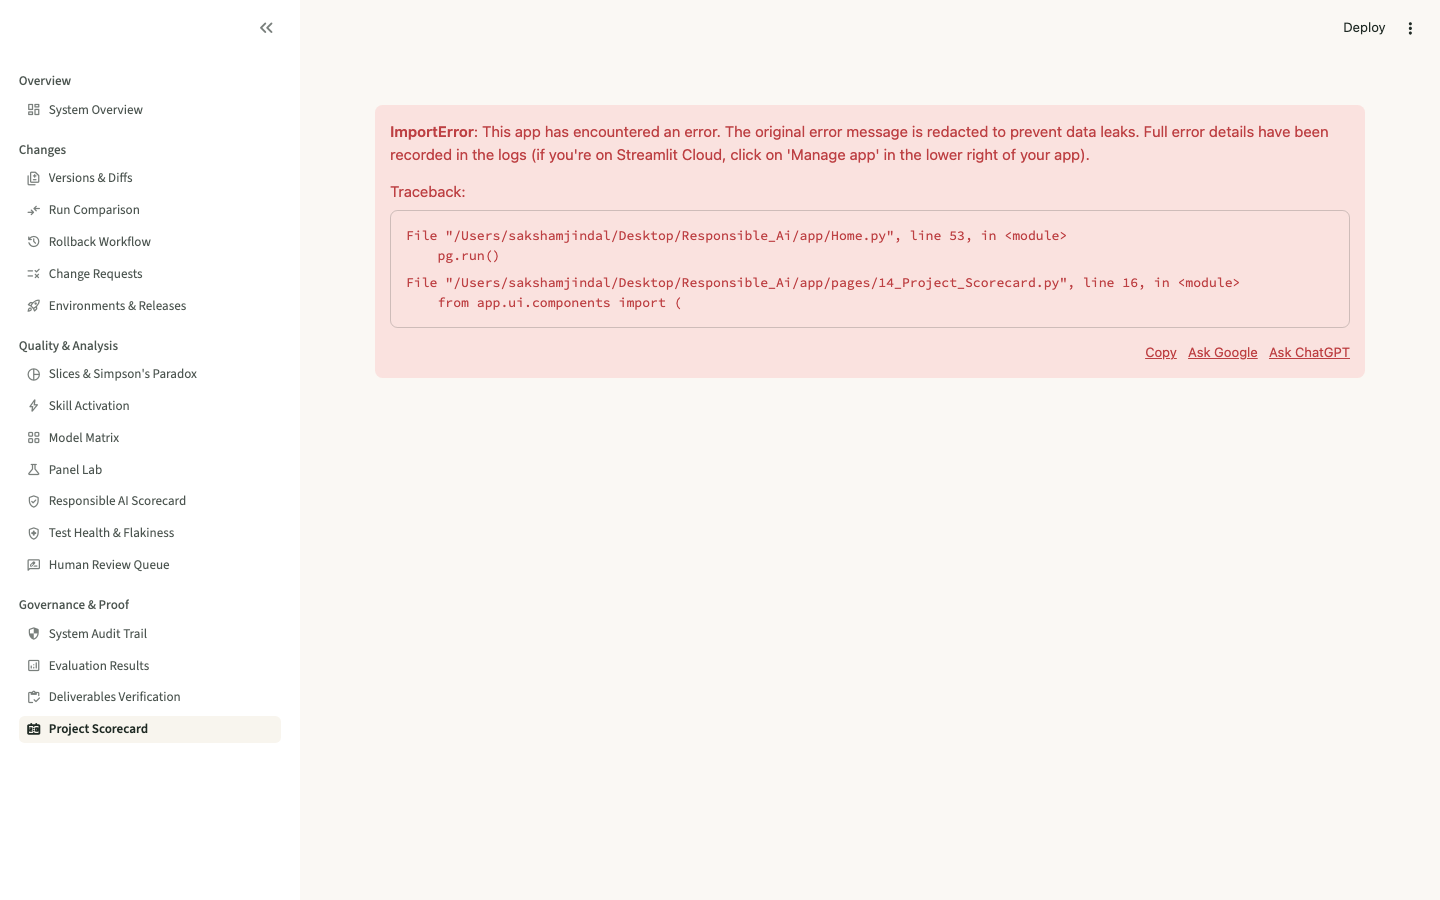 Deploy
Overview
System Overview
Changes
Versions & Diffs
Run Comparison
Rollback Workflow
Change Requests
Environments & Releases
Quality & Analysis
Slices & Simpson's Paradox
Skill Activation
Model Matrix
Panel Lab
Responsible AI Scorecard
Test Health & Flakiness
Human Review Queue
Governance & Proof
System Audit Trail
Evaluation Results
Deliverables Verification
Project Scorecard
ImportError: This app has encountered an error. The original error message is redacted to prevent data leaks. Full error details have been
recorded in the logs (if you're on Streamlit Cloud, click on 'Manage app' in the lower right of your app).
Traceback:
File "/Users/sakshamjindal/Desktop/Responsible_Ai/app/Home.py", line 53, in <module>
pg.run()
File "/Users/sakshamjindal/Desktop/Responsible_Ai/app/pages/14_Project_Scorecard.py", line 16, in <module>
from app.ui.components import (
Copy Ask Google Ask ChatGPT